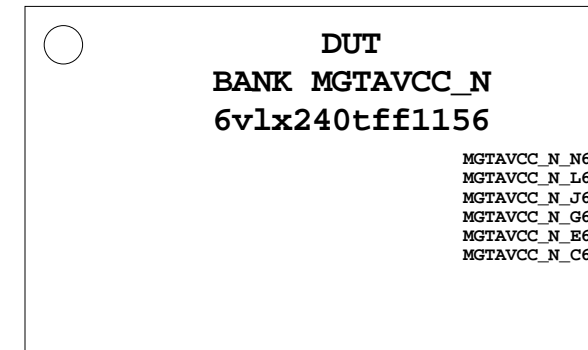 DUT
BANK MGTAVCC_N
6vlx240tff1156
MGTAVCC_N_N6
MGTAVCC_N_L6
MGTAVCC_N_J6
MGTAVCC_N_G6
MGTAVCC_N_E6
MGTAVCC_N_C6